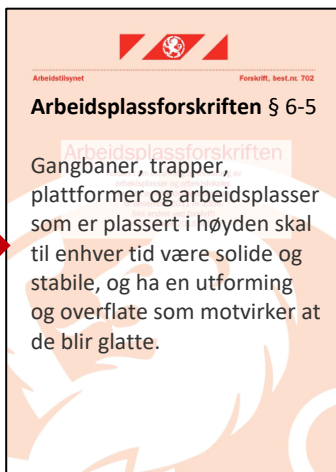 Arbeidstilsynet
Forskrift, best.nr. 702
Arbeidsplassforskriften § 6-5
Arbeidsplassforskriften
Gangbaner, trapper,
plattformer og arbeidsplasser
som er plassert i høyden skal
til enhver tid være solide og
stabile, og ha en utforming
og overflate som motvirker at
de blir glatte.